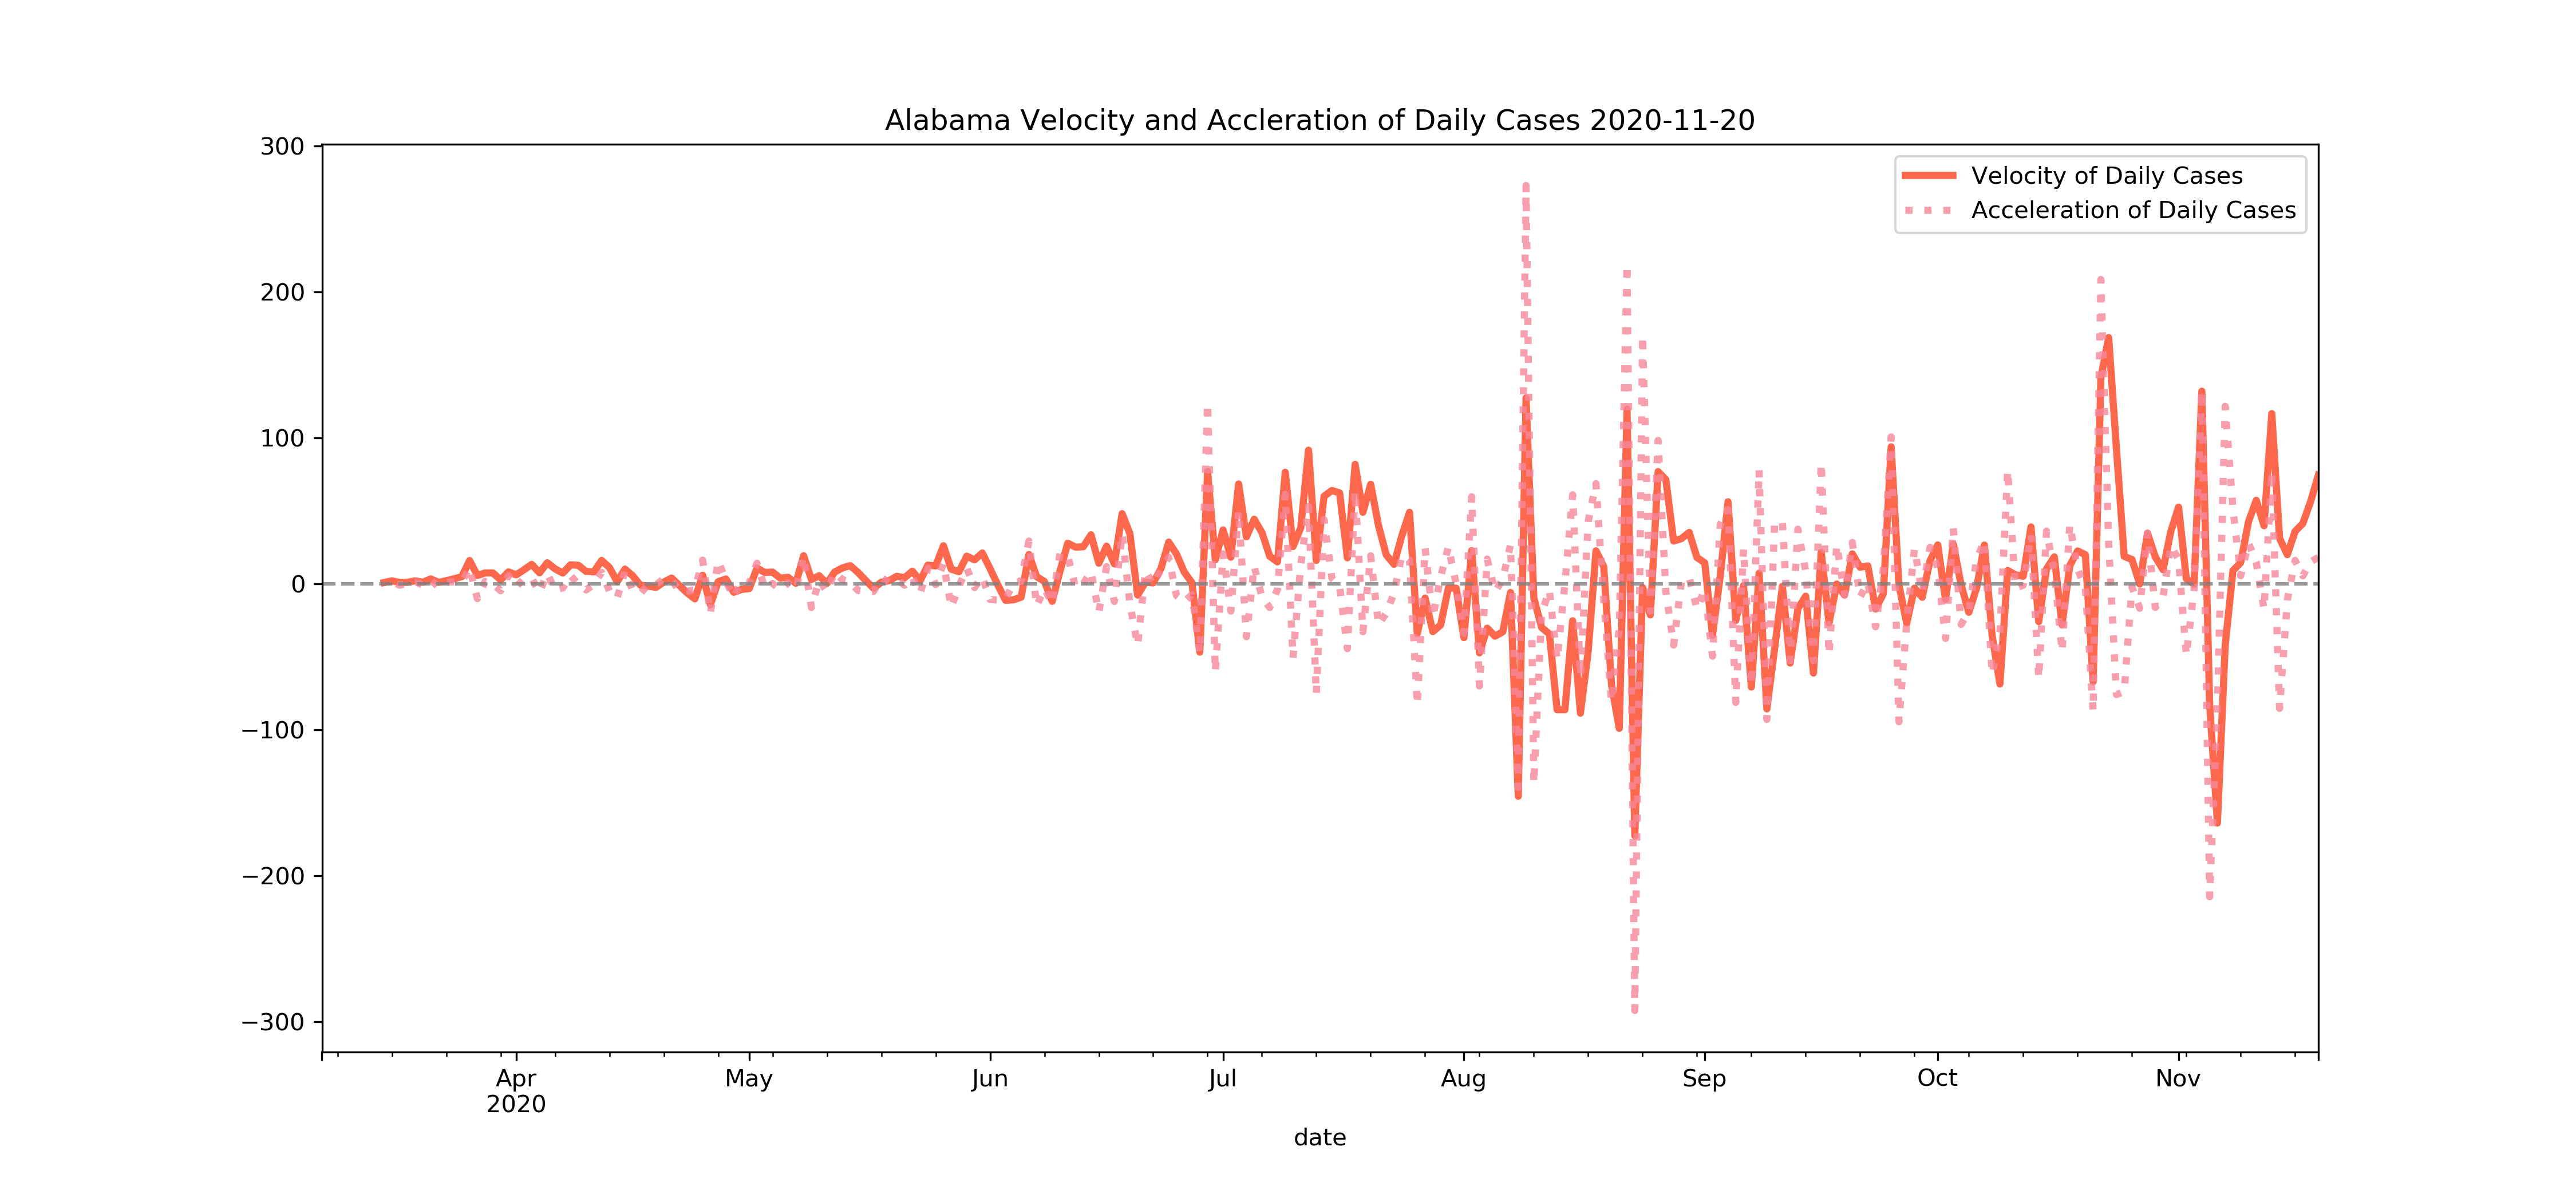 Alabama Velocity and Accleration of Daily Cases 2020-11-20
300
200
100
0
−100
−200
−300
Velocity of Daily Cases
Acceleration of Daily Cases
Apr May Jun Jul Aug Sep Oct Nov
2020
date